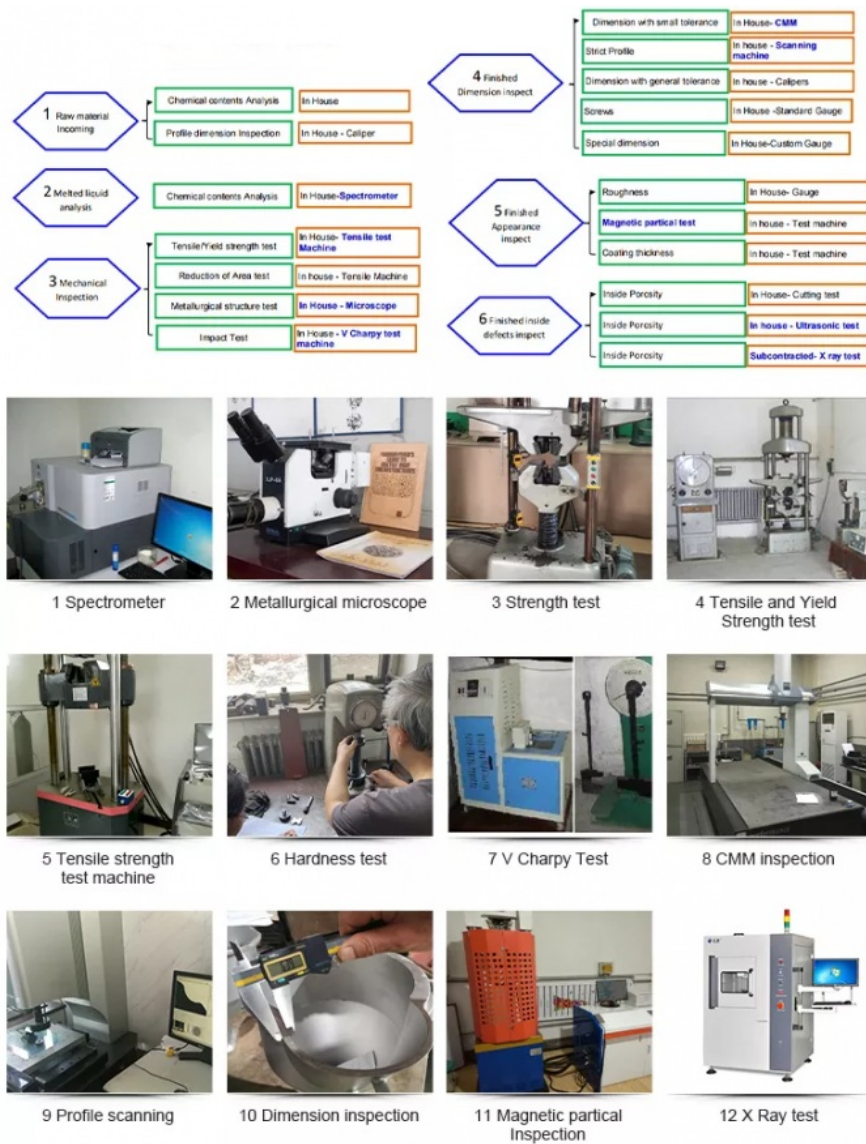 1 Raw material
Incoming
Chemical contents Analysis
In House
Profile dimension Inspection
In House - Caliper
2 Melted liquid
analysis
Chemical contents Analysis
In House-Spectrometer
3 Mechanical
Inspection
Tensile/Yield strength test
In House- Tensile test
Machine
Reduction of Area test
In house - Tensile Machine
Metallurgical structure test
In House - Microscope
Impact Test
In House - V Charpy test
machine
4 Finished
Dimension inspect
Dimension with small tolerance
In House- CMM
Strict Profile
In house - Scanning
machine
Dimension with general tolerance
In house - Calipers
Screws
In House -Standard Gauge
Special dimension
In House-Custom Gauge
5 Finished
Appearance
inspect
Roughness
In House- Gauge
Magnetic partical test
In house - Test machine
Coating thickness
In house - Test machine
6 Finished inside
defects inspect
Inside Porosity
In House- Cutting test
Inside Porosity
In house - Ultrasonic test
Inside Porosity
Subcontracted- X ray test
1 Spectrometer
2 Metallurgical microscope
3 Strength test
4 Tensile and Yield
Strength test
5 Tensile strength
test machine
6 Hardness test
7 V Charpy Test
8 CMM inspection
9 Profile scanning
10 Dimension inspection
11 Magnetic partical
Inspection
12 X Ray test